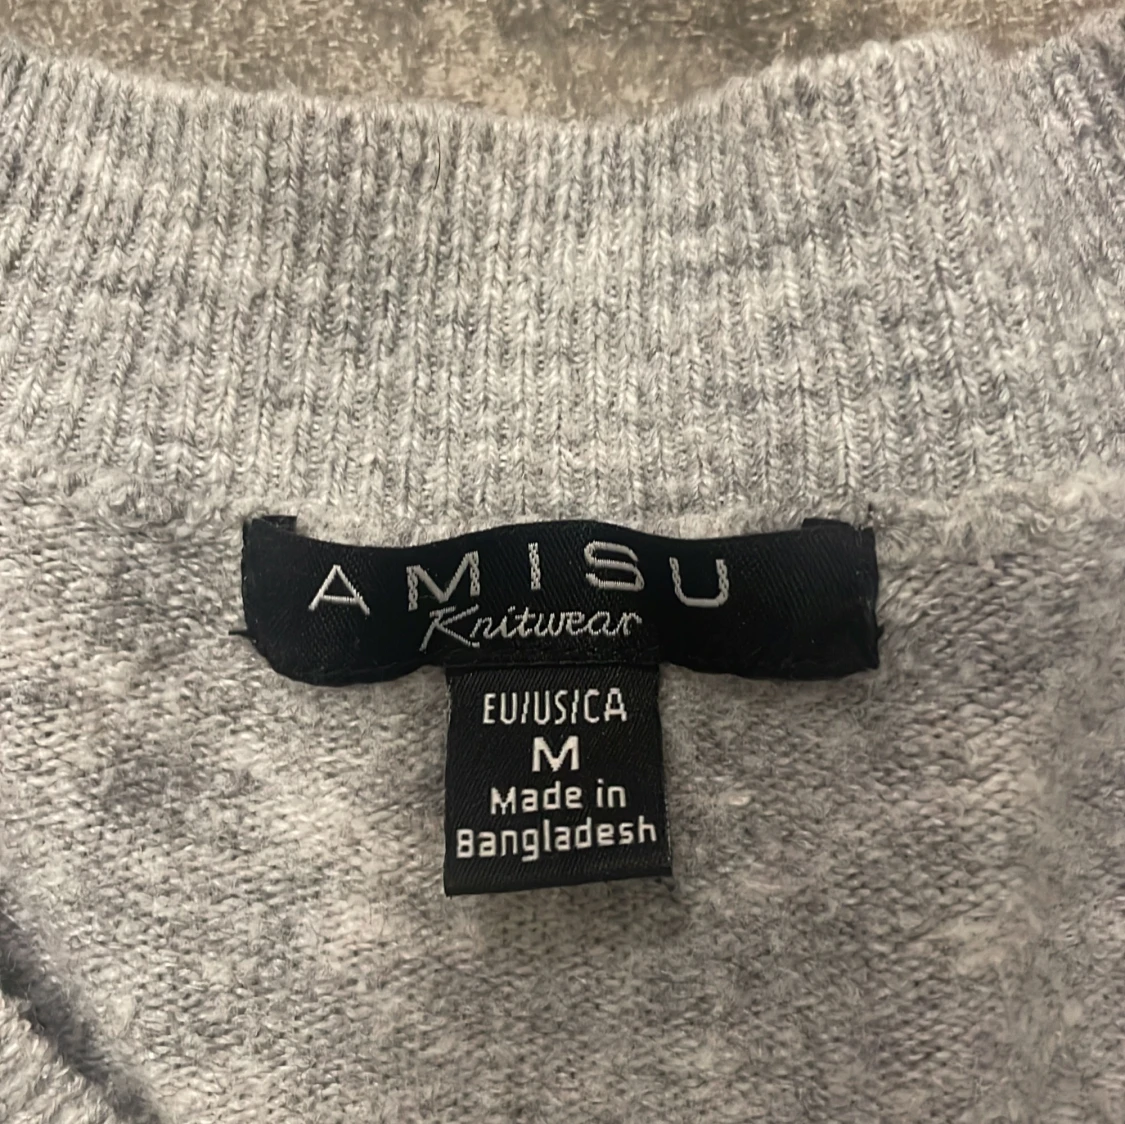 AMISU
Knitwear
EU/US/CA
M
Made in
Bangladesh